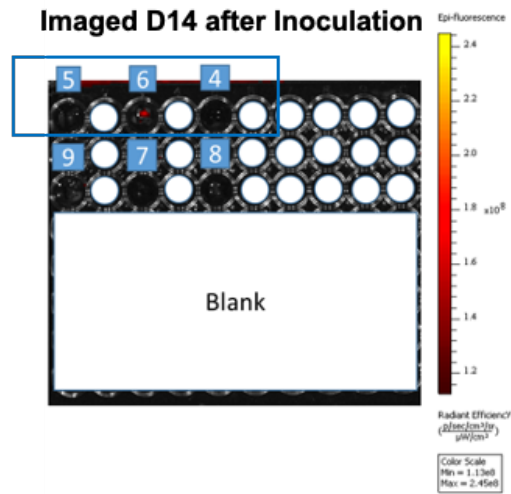 Imaged D14 after Inoculation
Epi-fluorescence
5 6 4
9 7 8
Blank
2.4
2.2
2.0
1.8 x10⁸
1.6
1.4
1.2
Radiant Efficiency
(p/sec/cm²/sr
µW/cm²)
Color Scale
Min = 1.13e8
Max = 2.45e8